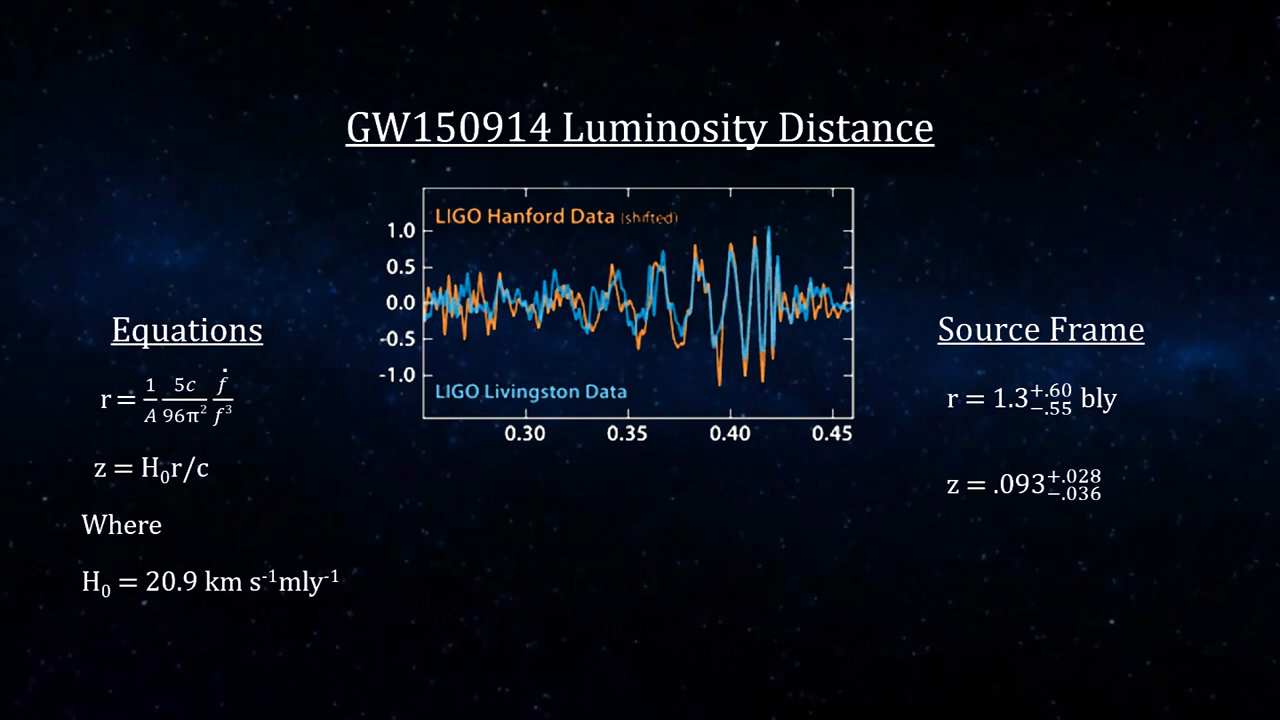 GW150914 Luminosity Distance
LIGO Hanford Data (shifted)
1.0
0.5
0.0
-0.5
-1.0
LIGO Livingston Data
0.30 0.35 0.40 0.45
Equations
r = 1/A 5c/96π² ḟ/f³
z = H₀r/c
Where
H₀ = 20.9 km s⁻¹mly⁻¹
Source Frame
r = 1.3 +.60 −.55 bly
z = .093 +.028 −.036